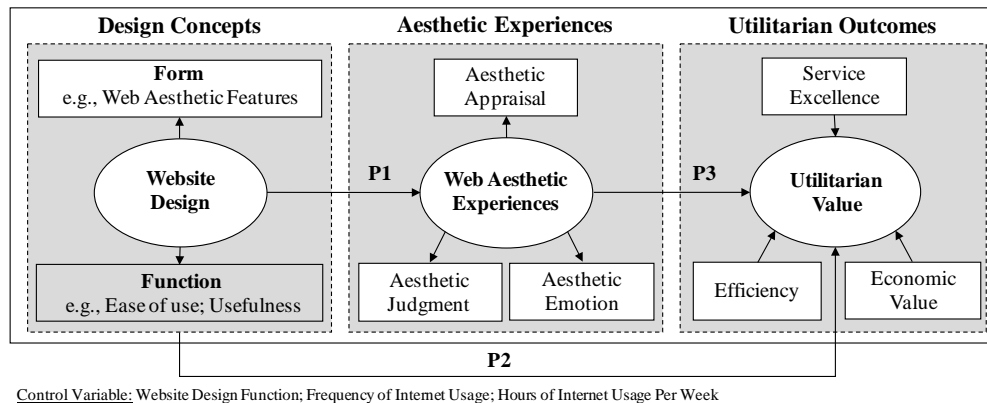 Design Concepts
Aesthetic Experiences
Utilitarian Outcomes
Form
e.g., Web Aesthetic Features
Aesthetic
Appraisal
Service
Excellence
Website
Design
P1
Web Aesthetic
Experiences
P3
Utilitarian
Value
Function
e.g., Ease of use; Usefulness
Aesthetic
Judgment
Aesthetic
Emotion
Efficiency
Economic
Value
P2
Control Variable: Website Design Function; Frequency of Internet Usage; Hours of Internet Usage Per Week